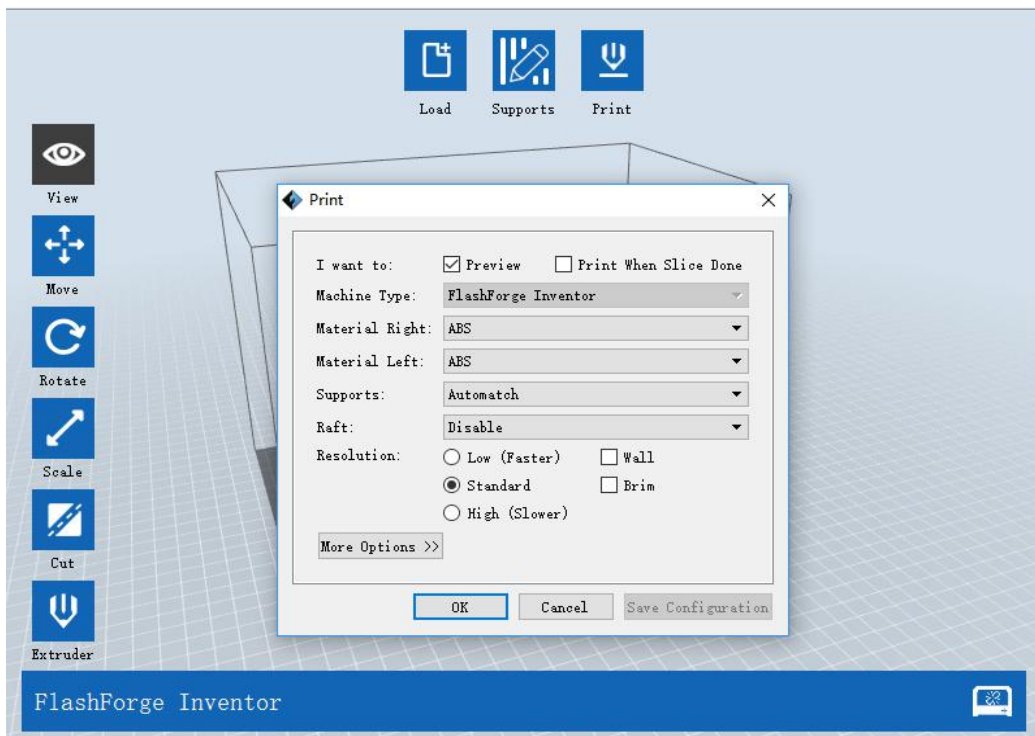 Load Supports Print
View
Move
Rotate
Scale
Cut
Extruder
Print
I want to: Preview Print When Slice Done
Machine Type: FlashForge Inventor
Material Right: ABS
Material Left: ABS
Supports: Automatch
Raft: Disable
Resolution: Low (Faster) Wall
Standard Brim
High (Slower)
More Options >>
OK Cancel Save Configuration
FlashForge Inventor